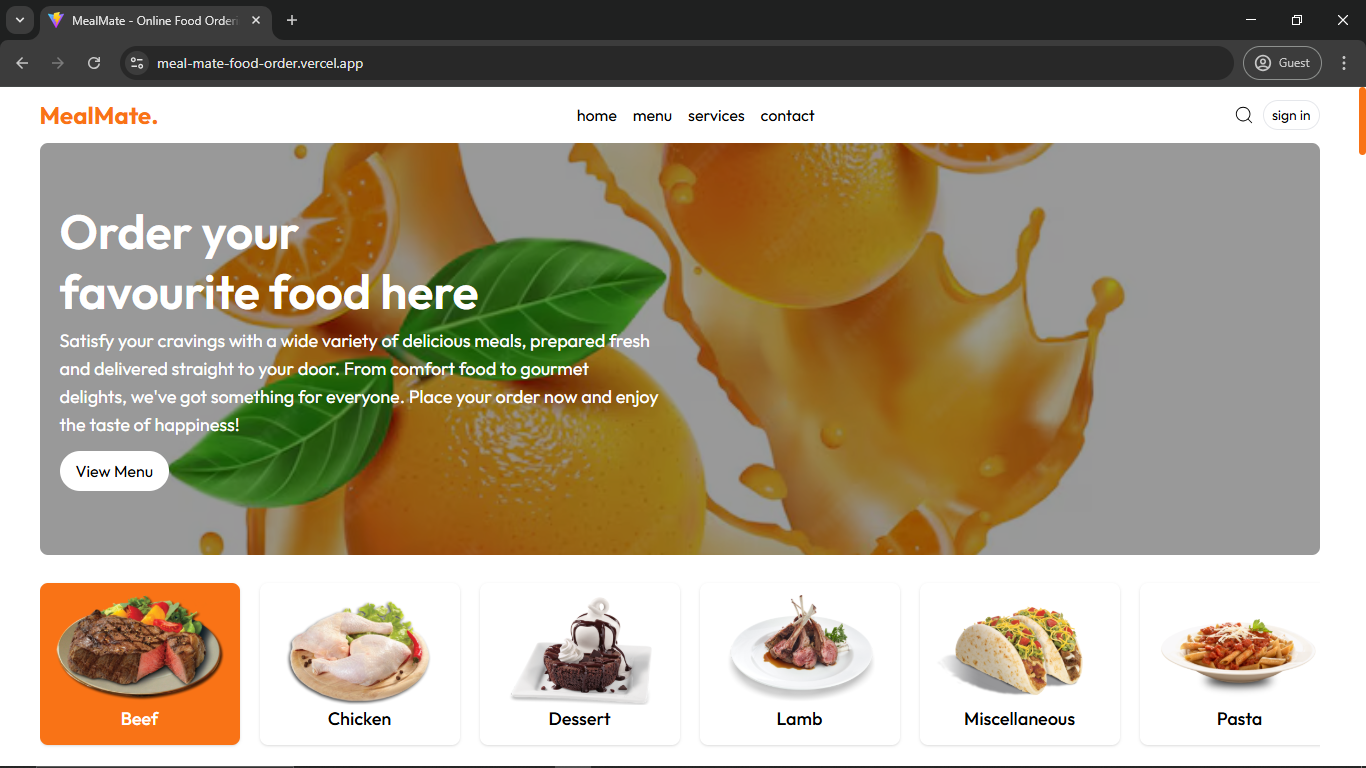 MealMate - Online Food Orderi
meal-mate-food-order.vercel.app
Guest
MealMate.
home
menu
services
contact
sign in
Order your
favourite food here
Satisfy your cravings with a wide variety of delicious meals, prepared fresh
and delivered straight to your door. From comfort food to gourmet
delights, we've got something for everyone. Place your order now and enjoy
the taste of happiness!
View Menu
Beef
Chicken
Dessert
Lamb
Miscellaneous
Pasta